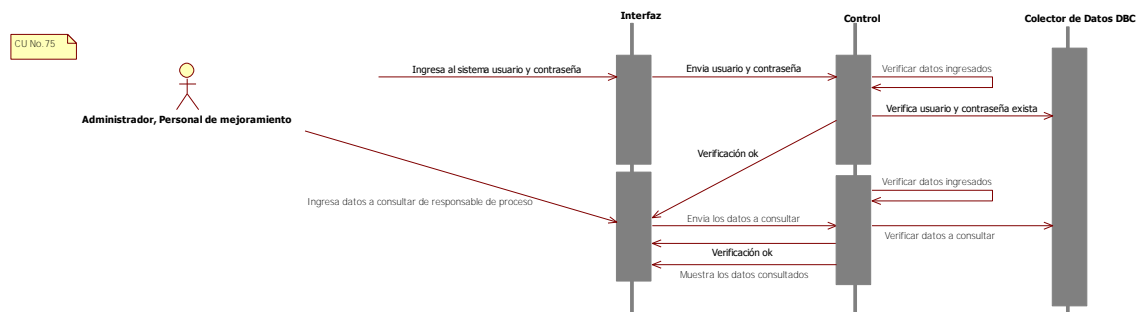 Interfaz
Control
Colector de Datos DBC
CU No.75
Ingresa al sistema usuario y contraseña
Envia usuario y contraseña
Verificar datos ingresados
Verifica usuario y contraseña exista
Administrador, Personal de mejoramiento
Verificación ok
Verificar datos ingresados
Ingresa datos a consultar de responsable de proceso
Envia los datos a consultar
Verificar datos a consultar
Verificación ok
Muestra los datos consultados